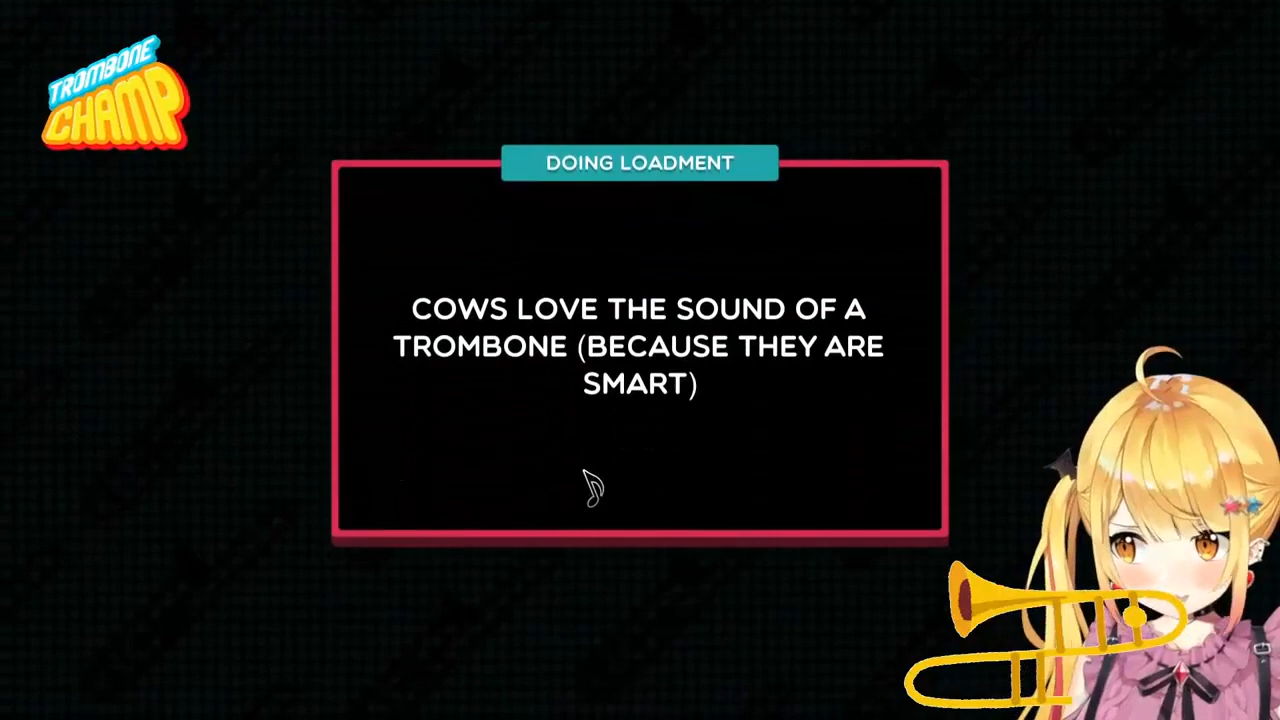 TROMBONE
CHAMP
DOING LOADMENT
COWS LOVE THE SOUND OF A
TROMBONE (BECAUSE THEY ARE
SMART)